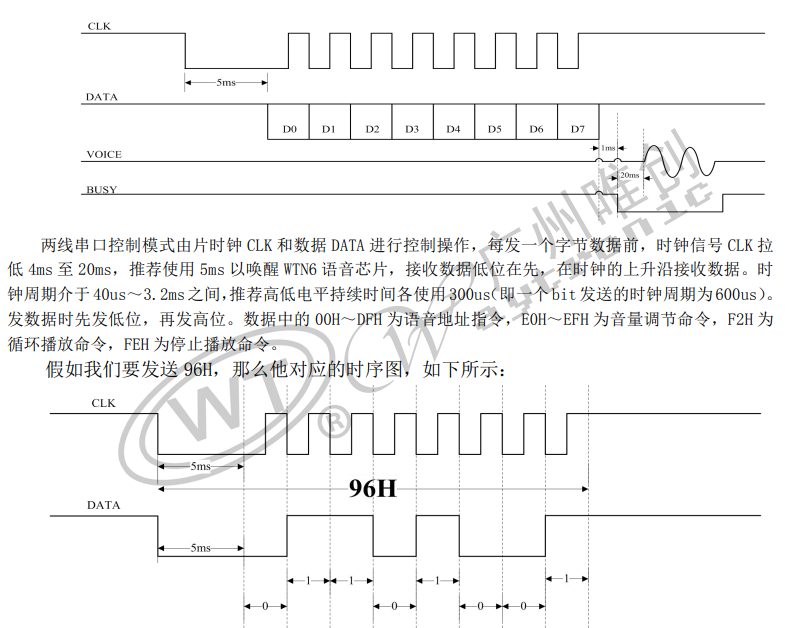 CLK
5ms
DATA
D0 D1 D2 D3 D4 D5 D6 D7
VOICE
1ms
20ms
BUSY
两线串口控制模式由片时钟 CLK 和数据 DATA 进行控制操作，每发一个字节数据前，时钟信号 CLK 拉
低 4ms 至 20ms，推荐使用 5ms 以唤醒 WTN6 语音芯片，接收数据低位在先，在时钟的上升沿接收数据。时
钟周期介于 40us～3.2ms 之间，推荐高低电平持续时间各使用 300us（即一个 bit 发送的时钟周期为 600us）。
发数据时先发低位，再发高位。数据中的 00H～DFH 为语音地址指令，E0H～EFH 为音量调节命令，F2H 为
循环播放命令，FEH 为停止播放命令。
假如我们要发送 96H，那么他对应的时序图，如下所示：
CLK
5ms
96H
DATA
5ms
1 1 1 1
0 0 0 0
WT
®
广州唯创